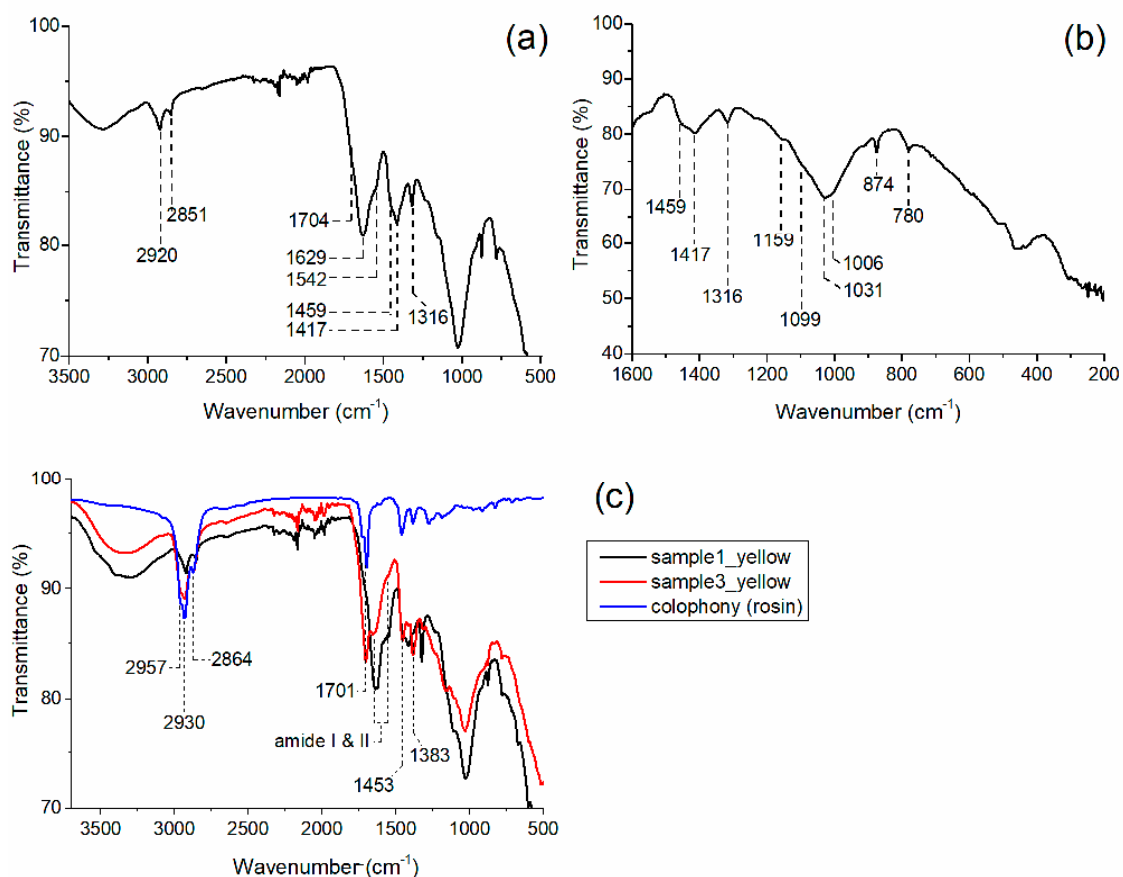 (a)
100
90
80
70
Transmittance (%)
2920
2851
1704
1629
1542
1459
1417
1316
3500 3000 2500 2000 1500 1000 500
Wavenumber (cm-1)
(b)
100
90
80
70
60
50
40
Transmittance (%)
1459
1417
1316
1159
1099
1031
1006
874
780
1600 1400 1200 1000 800 600 400 200
Wavenumber (cm-1)
(c)
100
90
80
70
Transmittance (%)
2957
2930
2864
1701
amide I & II
1453
1383
3500 3000 2500 2000 1500 1000 500
Wavenumber (cm-1)
sample1_yellow
sample3_yellow
colophony (rosin)